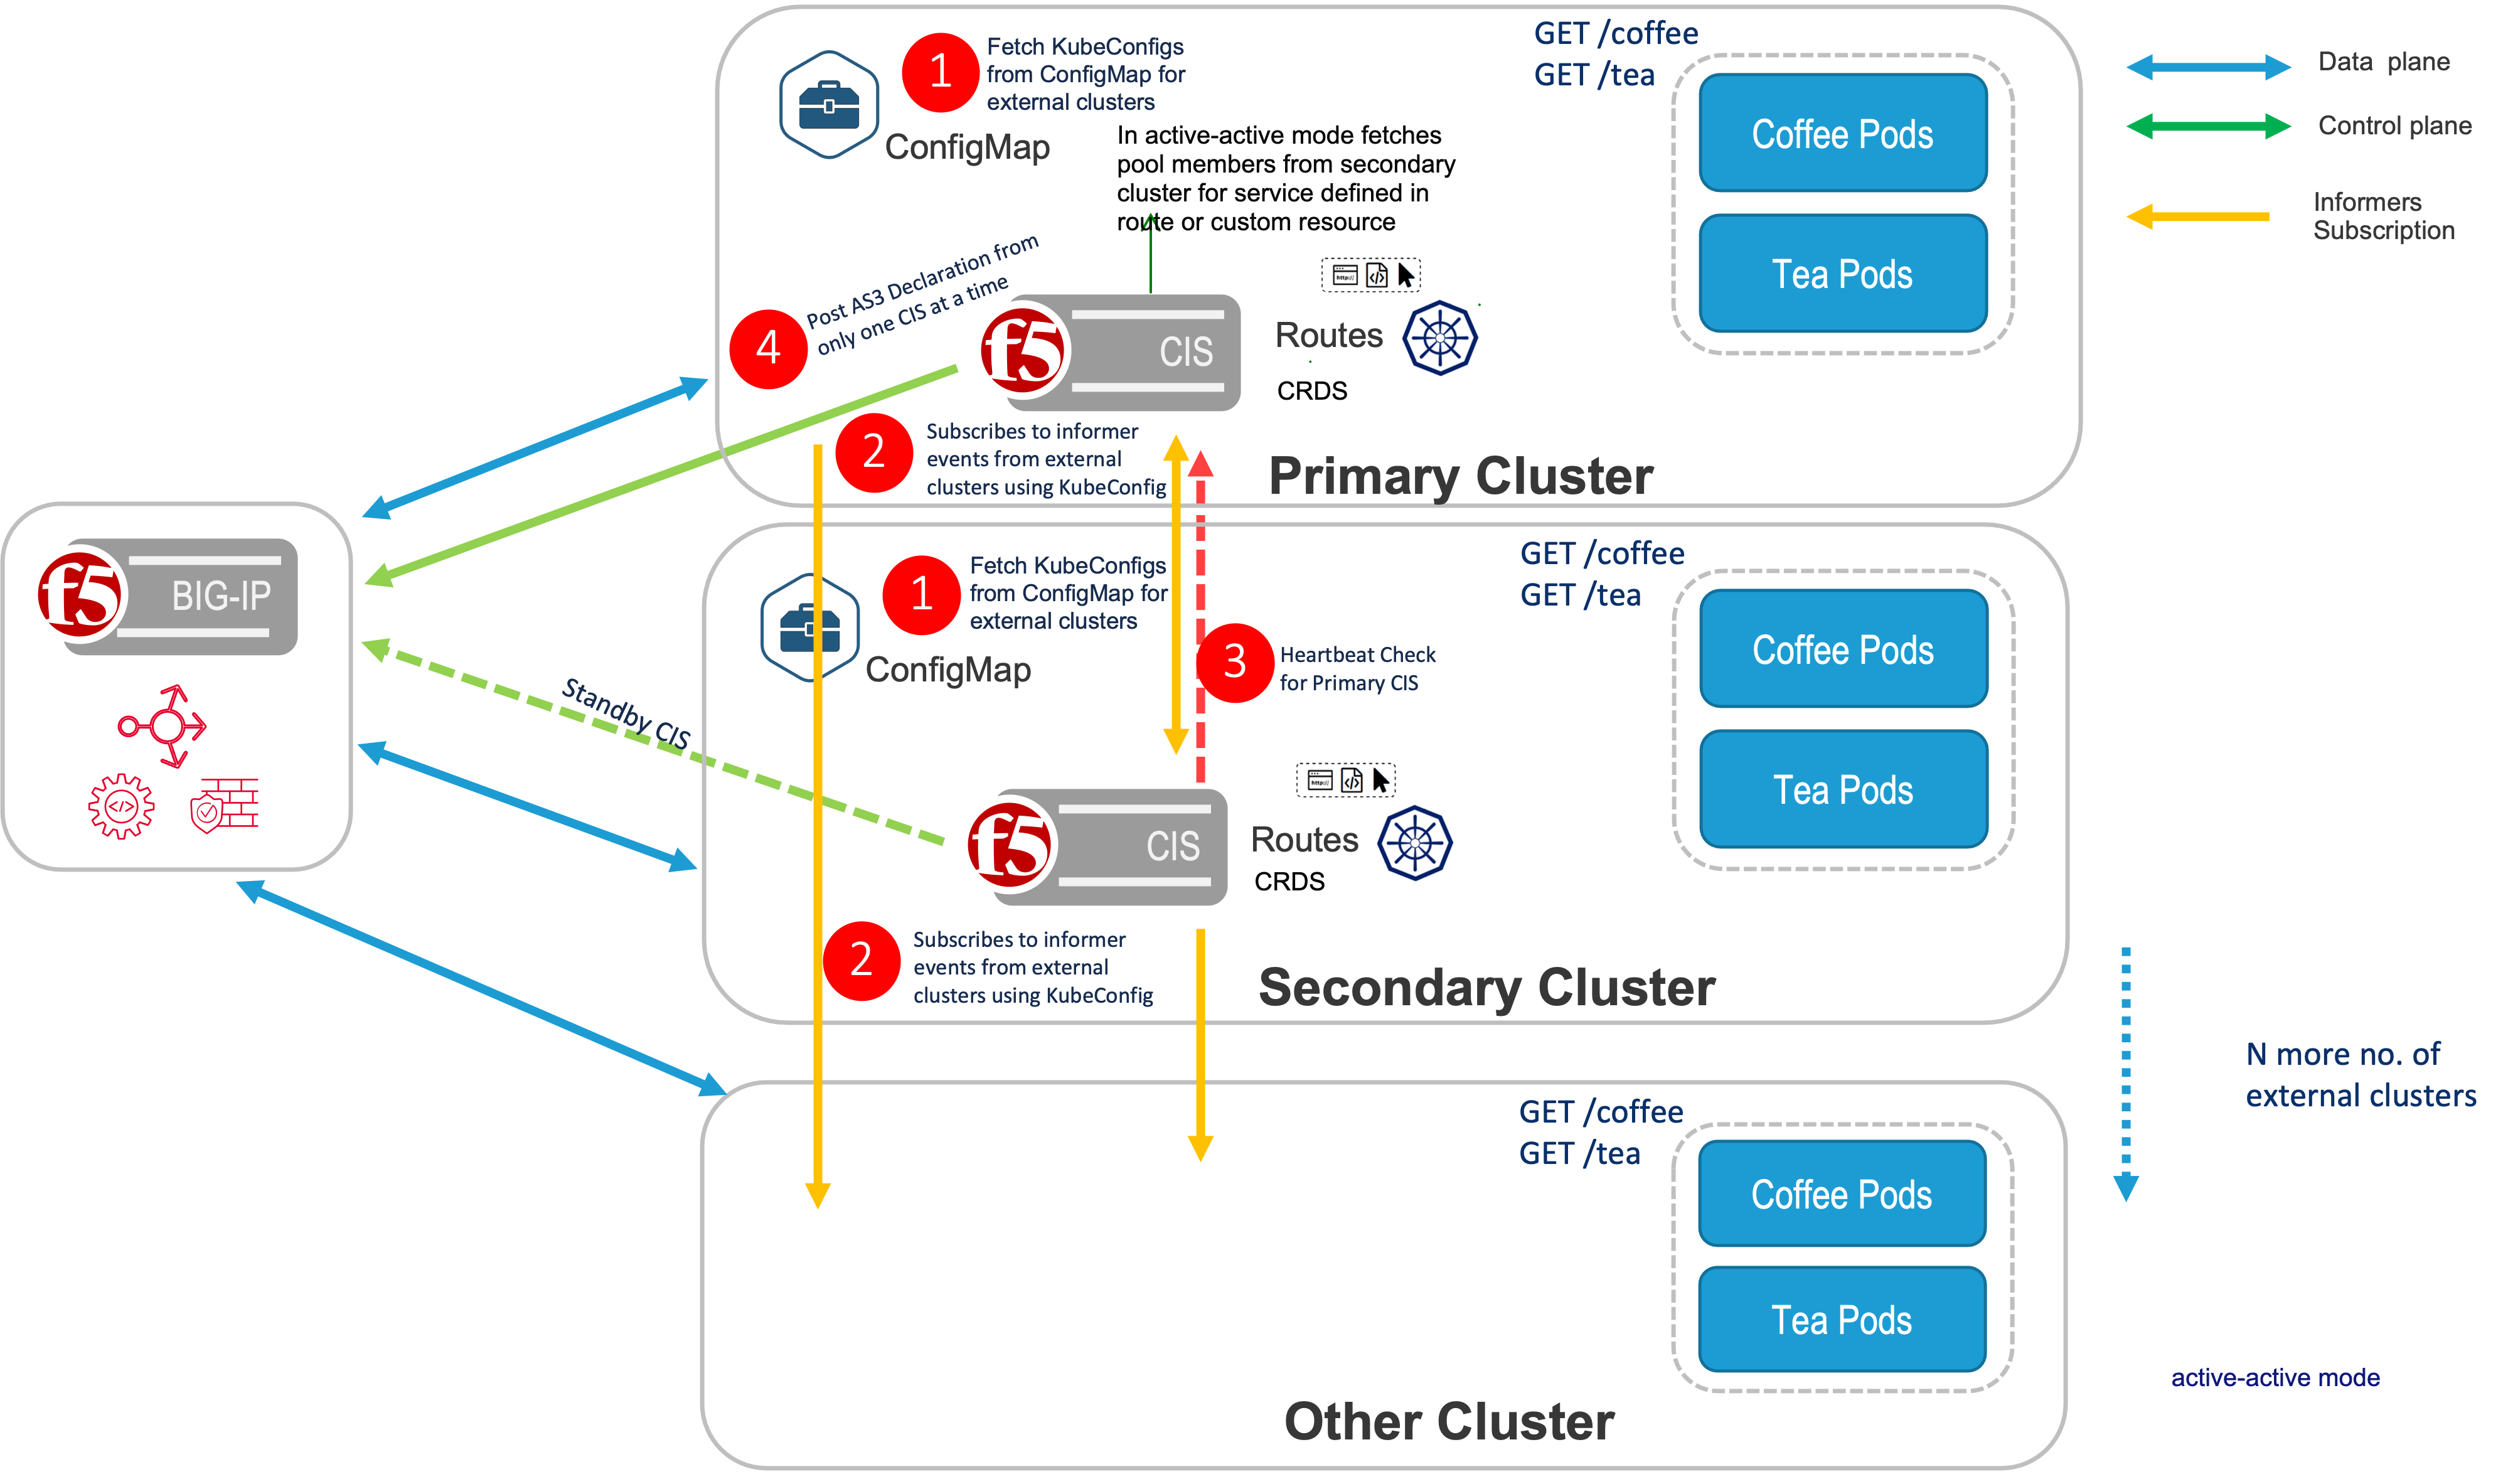 1
Fetch KubeConfigs
from ConfigMap for
external clusters
ConfigMap
In active-active mode fetches
pool members from secondary
cluster for service defined in
route or custom resource
GET /coffee
GET /tea
Coffee Pods
Tea Pods
Data plane
Control plane
Informers
Subscription
4
Post AS3 Declaration from
only one CIS at a time
f5
CIS
http://
</>
Routes
CRDS
2
Subscribes to informer
events from external
clusters using KubeConfig
Primary Cluster
f5
BIG-IP
</>
Standby CIS
1
Fetch KubeConfigs
from ConfigMap for
external clusters
ConfigMap
3
Heartbeat Check
for Primary CIS
GET /coffee
GET /tea
Coffee Pods
Tea Pods
f5
CIS
http://
</>
Routes
CRDS
2
Subscribes to informer
events from external
clusters using KubeConfig
Secondary Cluster
N more no. of
external clusters
GET /coffee
GET /tea
Coffee Pods
Tea Pods
Other Cluster
active-active mode